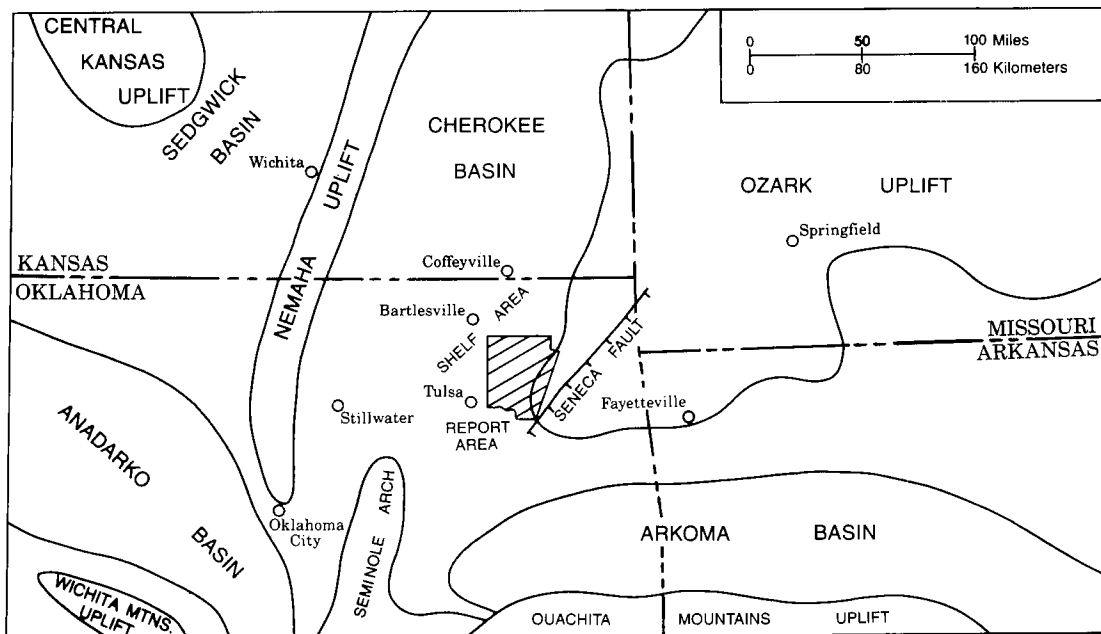 CENTRAL
KANSAS
UPLIFT
SEDGWICK
BASIN
Wichita
NEMAHA UPLIFT
CHEROKEE
BASIN
0 50 100 Miles
0 80 160 Kilometers
OZARK UPLIFT
Springfield
Coffeyville
KANSAS
OKLAHOMA
Bartlesville
SHELF AREA
SENECA FAULT
MISSOURI
ARKANSAS
Tulsa
Stillwater
REPORT
AREA
Fayetteville
ANADARKO
BASIN
Oklahoma
City
SEMINOLE ARCH
ARKOMA BASIN
WICHITA MTNS.
UPLIFT
OUACHITA MOUNTAINS UPLIFT